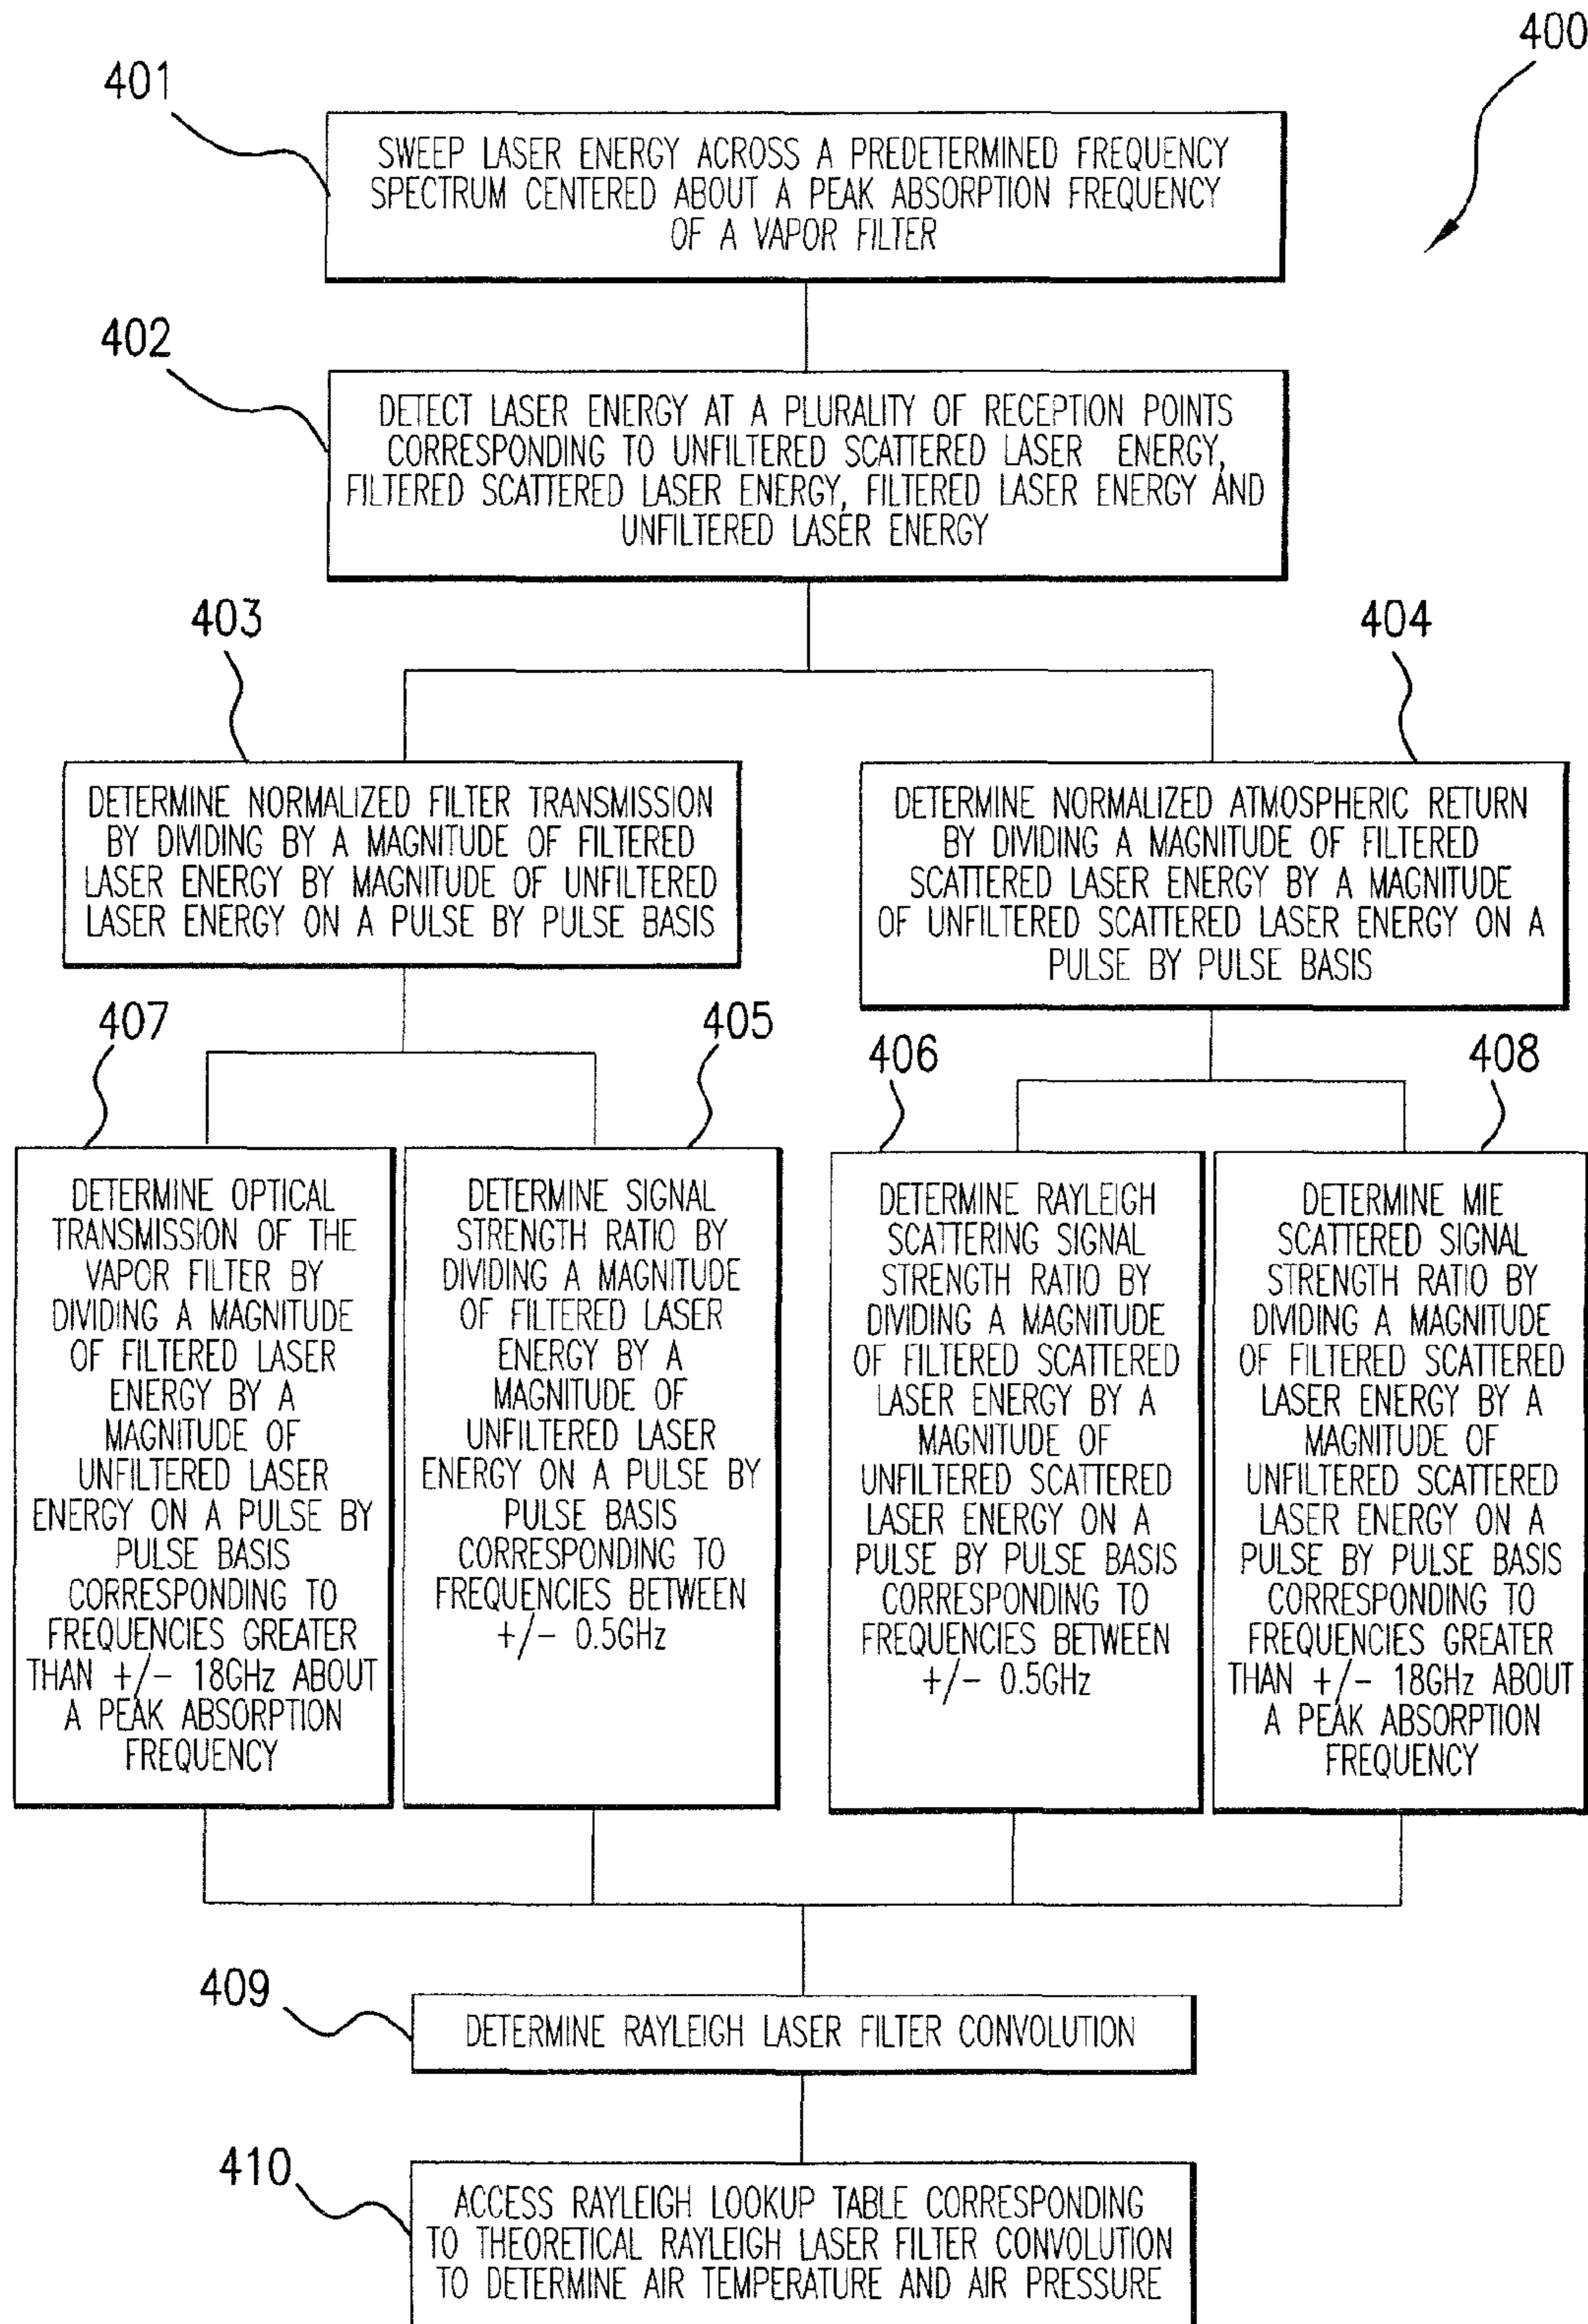 400
401
SWEEP LASER ENERGY ACROSS A PREDETERMINED FREQUENCY
SPECTRUM CENTERED ABOUT A PEAK ABSORPTION FREQUENCY
OF A VAPOR FILTER
402
DETECT LASER ENERGY AT A PLURALITY OF RECEPTION POINTS
CORRESPONDING TO UNFILTERED SCATTERED LASER ENERGY,
FILTERED SCATTERED LASER ENERGY, FILTERED LASER ENERGY AND
UNFILTERED LASER ENERGY
403
DETERMINE NORMALIZED FILTER TRANSMISSION
BY DIVIDING BY A MAGNITUDE OF FILTERED
LASER ENERGY BY MAGNITUDE OF UNFILTERED
LASER ENERGY ON A PULSE BY PULSE BASIS
404
DETERMINE NORMALIZED ATMOSPHERIC RETURN
BY DIVIDING A MAGNITUDE OF FILTERED
SCATTERED LASER ENERGY BY A MAGNITUDE
OF UNFILTERED SCATTERED LASER ENERGY ON A
PULSE BY PULSE BASIS
407
DETERMINE OPTICAL
TRANSMISSION OF THE
VAPOR FILTER BY
DIVIDING A MAGNITUDE
OF FILTERED LASER
ENERGY BY A
MAGNITUDE OF
UNFILTERED LASER
ENERGY ON A PULSE BY
PULSE BASIS
CORRESPONDING TO
FREQUENCIES GREATER
THAN +/- 18GHz ABOUT
A PEAK ABSORPTION
FREQUENCY
405
DETERMINE SIGNAL
STRENGTH RATIO BY
DIVIDING A MAGNITUDE
OF FILTERED LASER
ENERGY BY A
MAGNITUDE OF
UNFILTERED LASER
ENERGY ON A PULSE BY
PULSE BASIS
CORRESPONDING TO
FREQUENCIES BETWEEN
+/- 0.5GHz
406
DETERMINE RAYLEIGH
SCATTERING SIGNAL
STRENGTH RATIO BY
DIVIDING A MAGNITUDE
OF FILTERED SCATTERED
LASER ENERGY BY A
MAGNITUDE OF
UNFILTERED SCATTERED
LASER ENERGY ON A
PULSE BY PULSE BASIS
CORRESPONDING TO
FREQUENCIES BETWEEN
+/- 0.5GHz
408
DETERMINE MIE
SCATTERED SIGNAL
STRENGTH RATIO BY
DIVIDING A MAGNITUDE
OF FILTERED SCATTERED
LASER ENERGY BY A
MAGNITUDE OF
UNFILTERED SCATTERED
LASER ENERGY ON A
PULSE BY PULSE BASIS
CORRESPONDING TO
FREQUENCIES GREATER
THAN +/- 18GHz ABOUT
A PEAK ABSORPTION
FREQUENCY
409
DETERMINE RAYLEIGH LASER FILTER CONVOLUTION
410
ACCESS RAYLEIGH LOOKUP TABLE CORRESPONDING
TO THEORETICAL RAYLEIGH LASER FILTER CONVOLUTION
TO DETERMINE AIR TEMPERATURE AND AIR PRESSURE